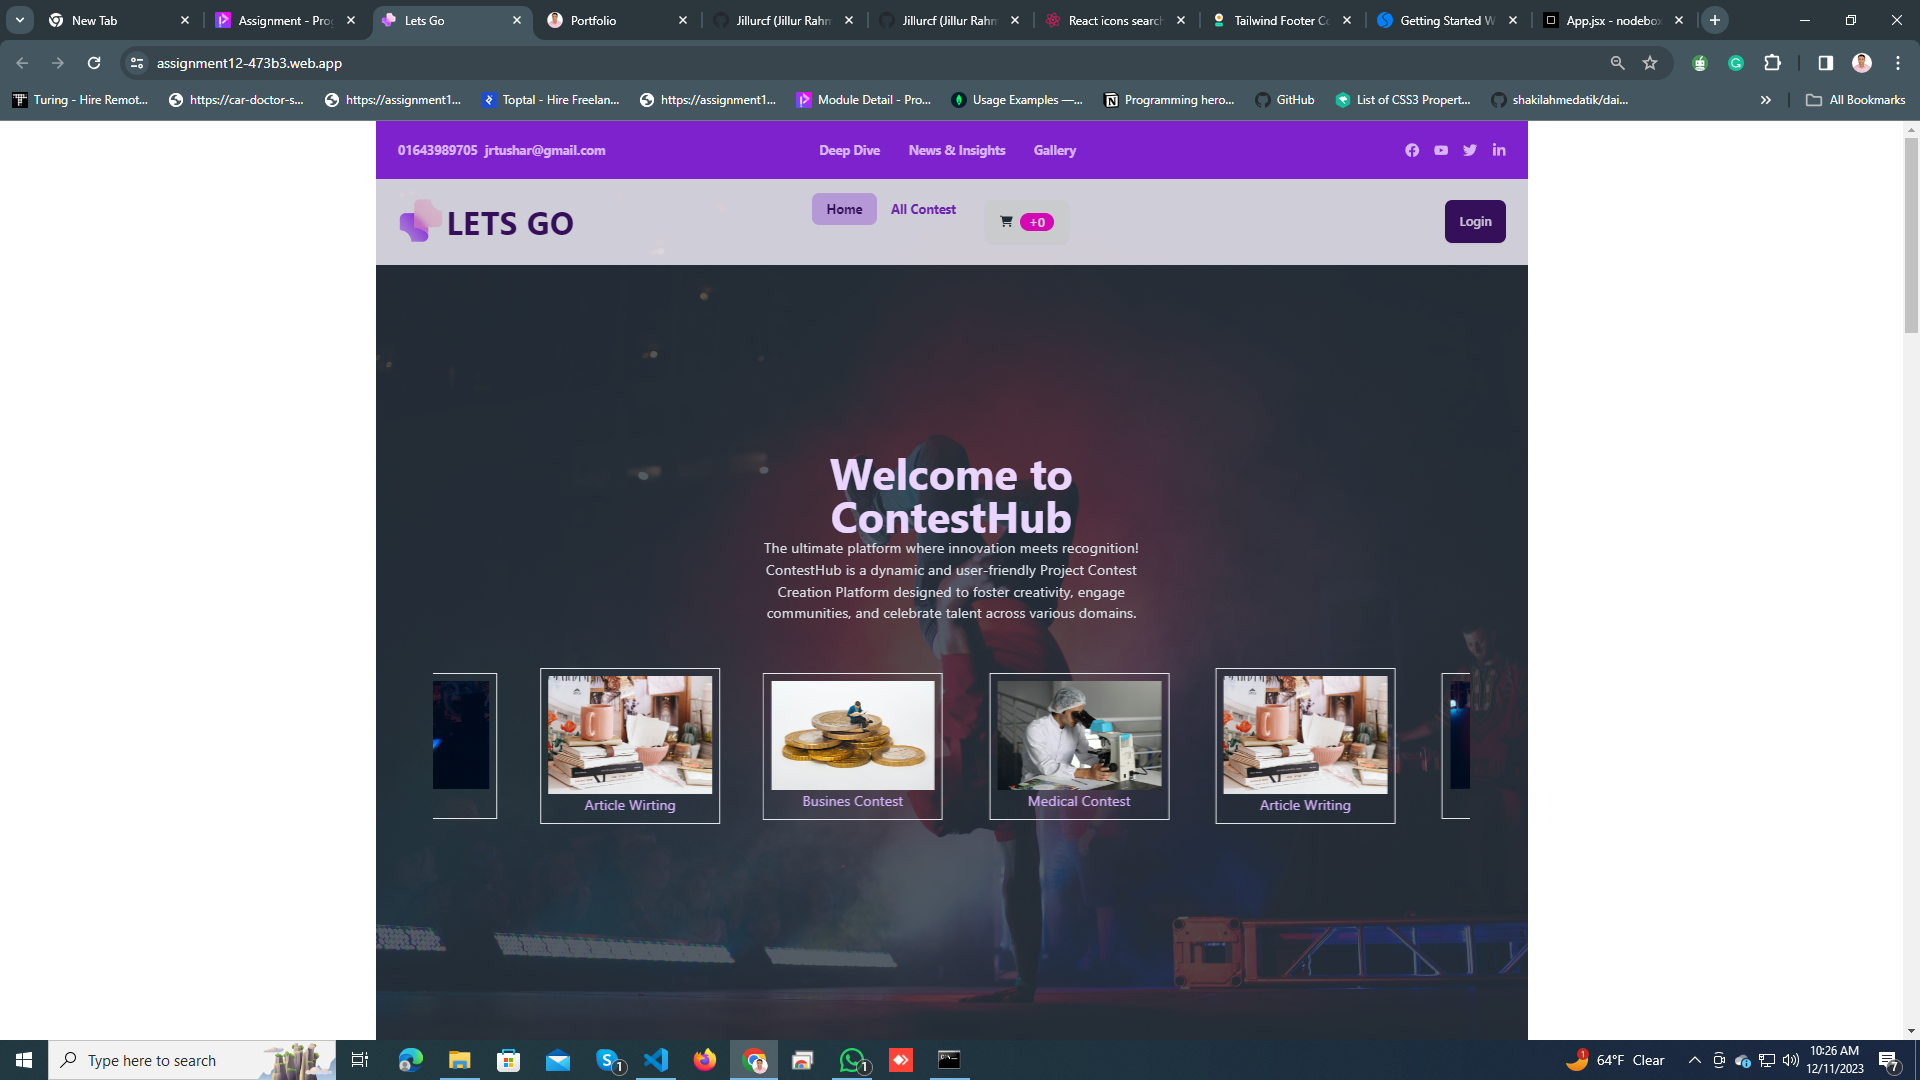 New Tab
Assignment - Pro
Lets Go
Portfolio
Jillurcf (Jillur Rahm
Jillurcf (Jillur Rahm
React icons search
Tailwind Footer Co
Getting Started W
App.jsx - nodebox
assignment12-473b3.web.app
Turing - Hire Remot...
https://car-doctor-s...
https://assignment1...
Toptal - Hire Freelan...
https://assignment1...
Module Detail - Pro...
Usage Examples —...
Programming hero...
GitHub
List of CSS3 Propert...
shakilahmedatik/dai...
All Bookmarks
01643989705 jrtushar@gmail.com
Deep Dive
News & Insights
Gallery
LETS GO
Home
All Contest
+0
Login
Welcome to
ContestHub
The ultimate platform where innovation meets recognition!
ContestHub is a dynamic and user-friendly Project Contest
Creation Platform designed to foster creativity, engage
communities, and celebrate talent across various domains.
Article Wirting
Busines Contest
Medical Contest
Article Writing
Type here to search
1
1
1
64°F Clear
10:26 AM
12/11/2023
7